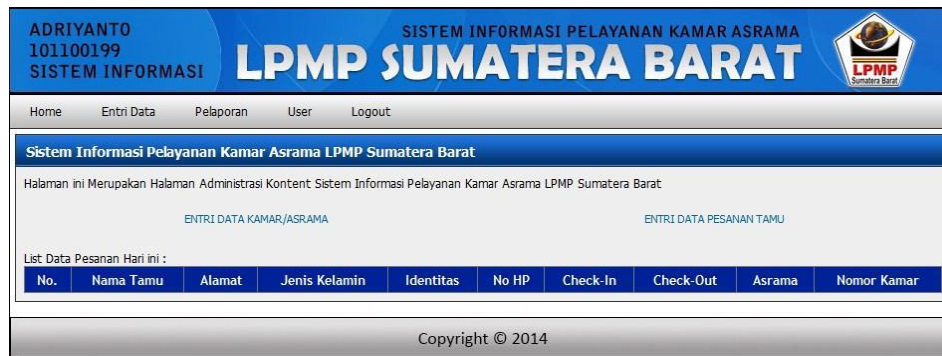 ADRIYANTO
101100199
SISTEM INFORMASI
SISTEM INFORMASI PELAYANAN KAMAR ASRAMA
LPMP SUMATERA BARAT
LPMP
Sumatera Barat
Home Entri Data Pelaporan User Logout
Sistem Informasi Pelayanan Kamar Asrama LPMP Sumatera Barat
Halaman ini Merupakan Halaman Administrasi Kontent Sistem Informasi Pelayanan Kamar Asrama LPMP Sumatera Barat
ENTRI DATA KAMAR/ASRAMA ENTRI DATA PESANAN TAMU
List Data Pesanan Hari ini :
No. Nama Tamu Alamat Jenis Kelamin Identitas No HP Check-In Check-Out Asrama Nomor Kamar
Copyright © 2014